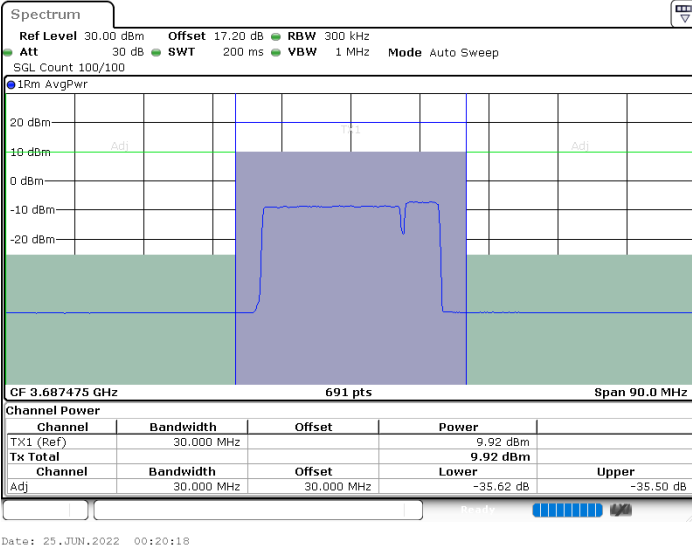 Spectrum
Ref Level 30.00 dBm Offset 17.20 dB RBW 300 kHz
Att 30 dB SWT 200 ms VBW 1 MHz Mode Auto Sweep
SGL Count 100/100
1Rm AvgPwr
20 dBm
TX1
Adj Adj
10 dBm
0 dBm
-10 dBm
-20 dBm
CF 3.687475 GHz 691 pts Span 90.0 MHz
Channel Power
Channel Bandwidth Offset Power
TX1 (Ref) 30.000 MHz 9.92 dBm
Tx Total 9.92 dBm
Channel Bandwidth Offset Lower Upper
Adj 30.000 MHz 30.000 MHz -35.62 dB -35.50 dB
Ready
Date: 25.JUN.2022 00:20:18